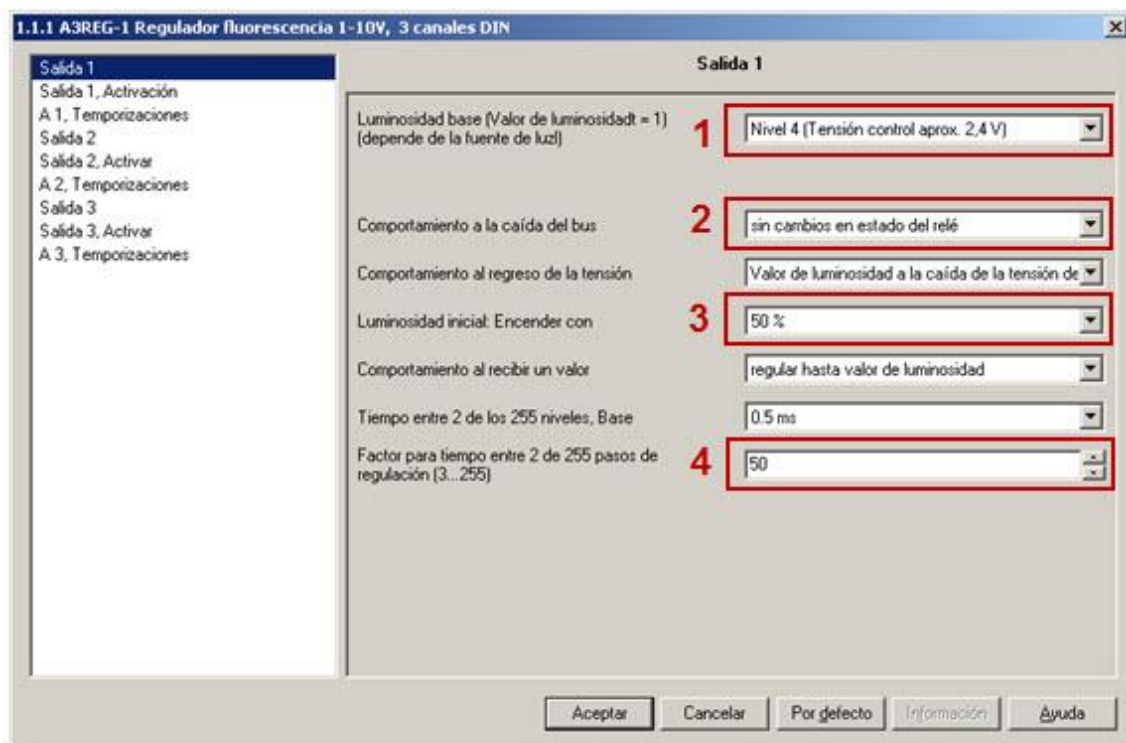 1.1.1 A3REG-1 Regulador fluorescencia 1-10V, 3 canales DIN
Salida 1
Salida 1, Activación
A 1, Temporizaciones
Salida 2
Salida 2, Activar
A 2, Temporizaciones
Salida 3
Salida 3, Activar
A 3, Temporizaciones
Salida 1
Luminosidad base (Valor de luminosidadt = 1)
(depende de la fuente de luzl)
1
Nivel 4 (Tensión control aprox. 2,4 V)
Comportamiento a la caída del bus
2
sin cambios en estado del relé
Comportamiento al regreso de la tensión
Valor de luminosidad a la caída de la tensión de
Luminosidad inicial: Encender con
3
50 %
Comportamiento al recibir un valor
regular hasta valor de luminosidad
Tiempo entre 2 de los 255 niveles, Base
0.5 ms
Factor para tiempo entre 2 de 255 pasos de
regulación (3...255)
4
50
Aceptar
Cancelar
Por defecto
Información
Ayuda